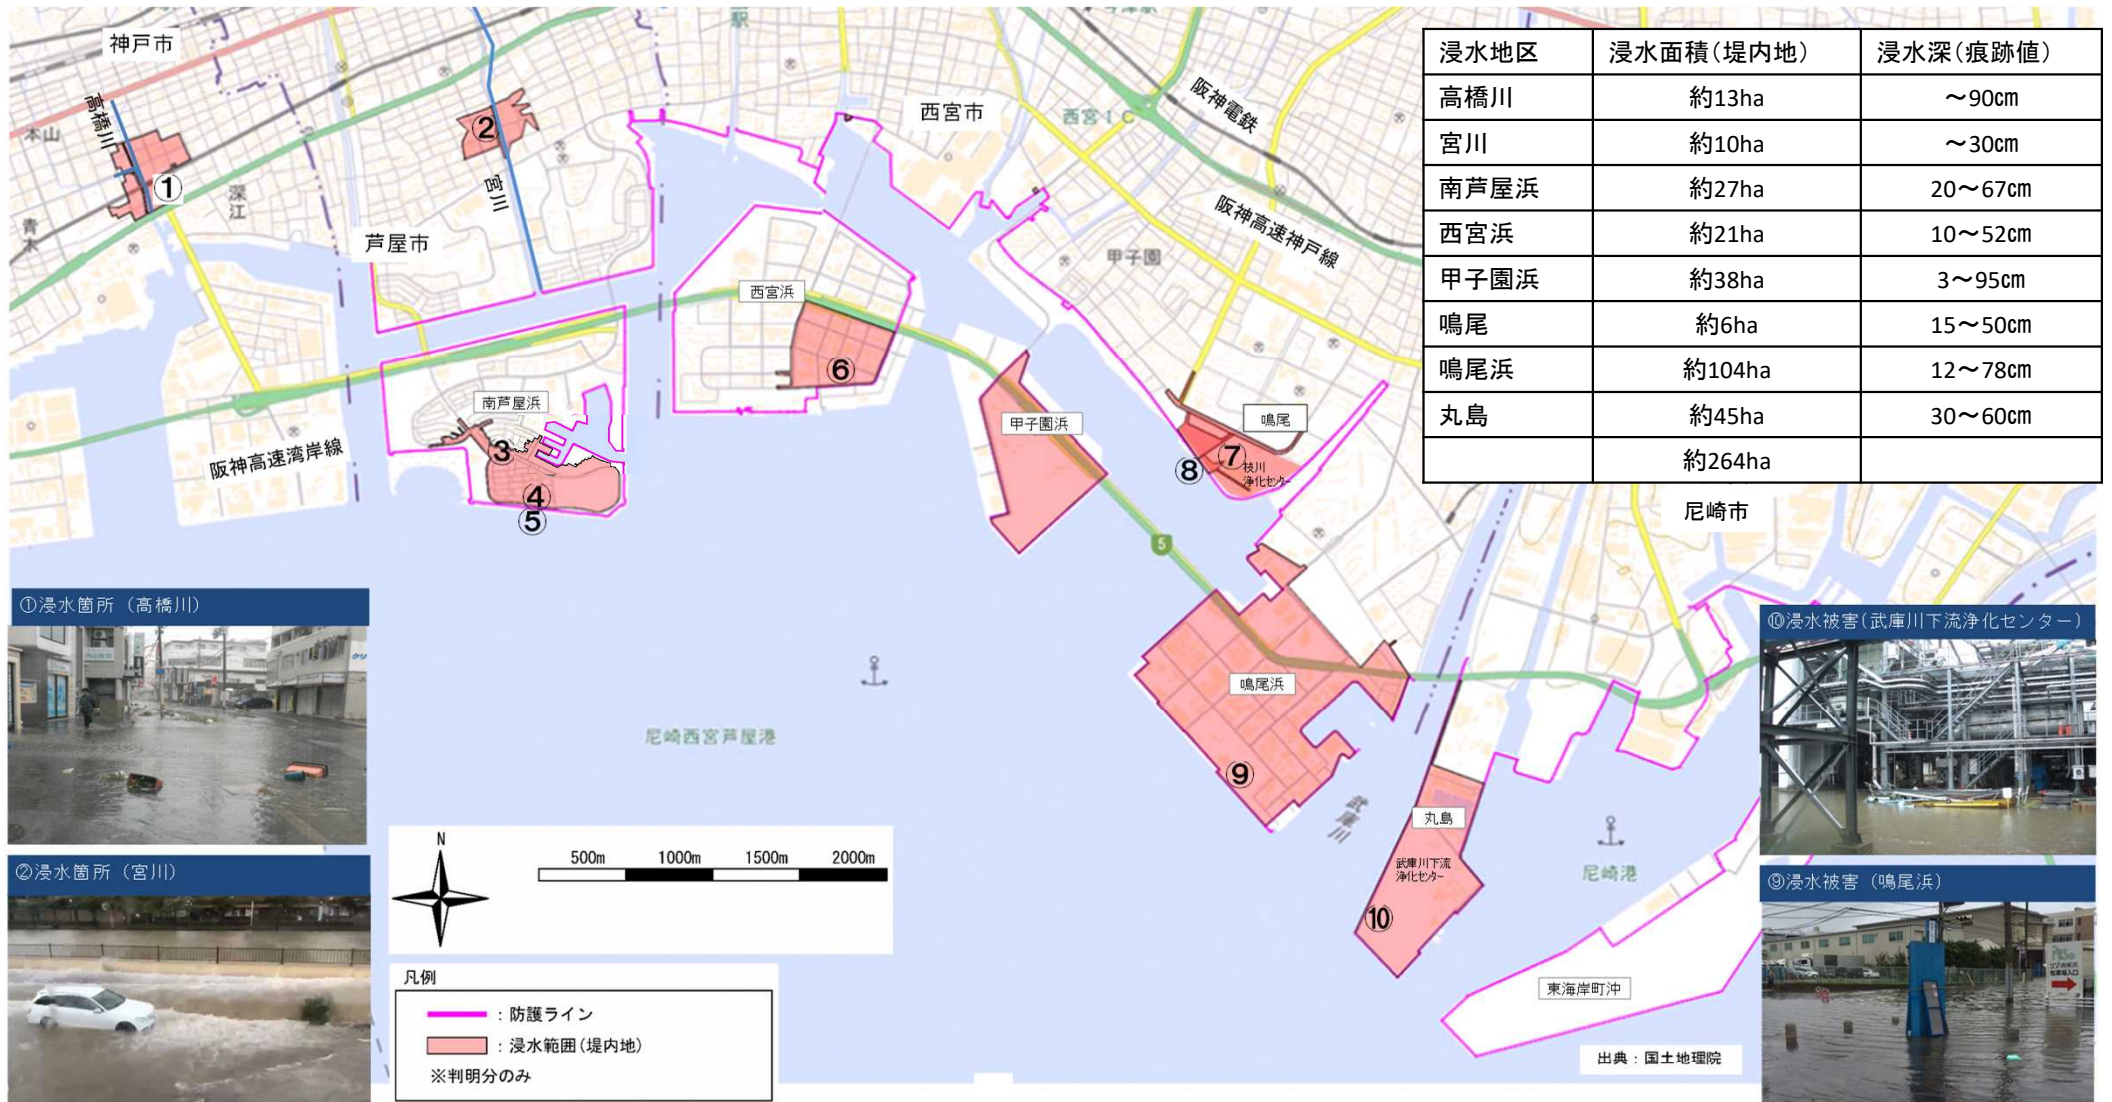 神戸市
高橋川
本山
青木
深江
①
②
宮川
芦屋市
西宮市
西宮ＩＣ
阪神電鉄
阪神高速神戸線
甲子園
西宮浜
⑥
南芦屋浜
③
④
⑤
阪神高速湾岸線
甲子園浜
鳴尾
⑦
⑧
枝川
浄化センター
5
尼崎市
鳴尾浜
⑨
武庫川
丸島
武庫川下流
浄化センター
⑩
尼崎西宮芦屋港
尼崎港
東海岸町沖
浸水地区 浸水面積(堤内地) 浸水深(痕跡値)
高橋川 約13ha ～90㎝
宮川 約10ha ～30㎝
南芦屋浜 約27ha 20～67㎝
西宮浜 約21ha 10～52㎝
甲子園浜 約38ha 3～95㎝
鳴尾 約6ha 15～50㎝
鳴尾浜 約104ha 12～78㎝
丸島 約45ha 30～60㎝
約264ha
①浸水箇所（高橋川）
②浸水箇所（宮川）
⑩浸水被害(武庫川下流浄化センター)
⑨浸水被害（鳴尾浜）
N
500m 1000m 1500m 2000m
凡例
：防護ライン
：浸水範囲(堤内地)
※判明分のみ
出典：国土地理院